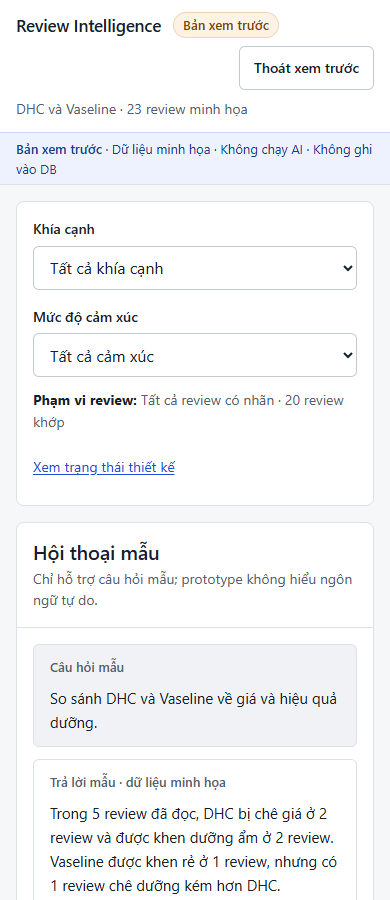 Review Intelligence
Bản xem trước
Thoát xem trước
DHC và Vaseline · 23 review minh họa
Bản xem trước · Dữ liệu minh họa · Không chạy AI · Không ghi
vào DB
Khía cạnh
Tất cả khía cạnh
Mức độ cảm xúc
Tất cả cảm xúc
Phạm vi review: Tất cả review có nhãn · 20 review
khớp
Xem trạng thái thiết kế
Hội thoại mẫu
Chỉ hỗ trợ câu hỏi mẫu; prototype không hiểu ngôn
ngữ tự do.
Câu hỏi mẫu
So sánh DHC và Vaseline về giá và hiệu quả
dưỡng.
Trả lời mẫu · dữ liệu minh họa
Trong 5 review đã đọc, DHC bị chê giá ở 2
review và được khen dưỡng ẩm ở 2 review.
Vaseline được khen rẻ ở 1 review, nhưng có
1 review chê dưỡng kém hơn DHC.